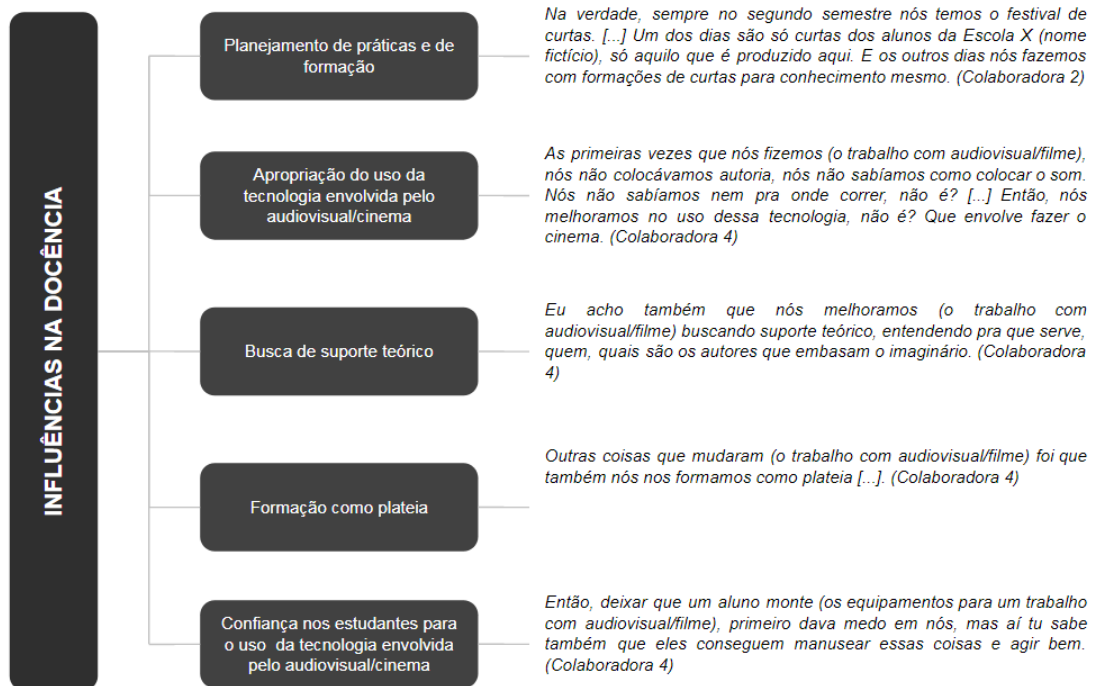 INFLUÊNCIAS NA DOCÊNCIA
Planejamento de práticas e de
formação
Na verdade, sempre no segundo semestre nós temos o festival de
curtas. [...] Um dos dias são só curtas dos alunos da Escola X (nome
fictício), só aquilo que é produzido aqui. E os outros dias nós fazemos
com formações de curtas para conhecimento mesmo. (Colaboradora 2)
Apropriação do uso da
tecnologia envolvida pelo
audiovisual/cinema
As primeiras vezes que nós fizemos (o trabalho com audiovisual/filme),
nós não colocávamos autoria, nós não sabíamos como colocar o som.
Nós não sabíamos nem pra onde correr, não é? [...] Então, nós
melhoramos no uso dessa tecnologia, não é? Que envolve fazer o
cinema. (Colaboradora 4)
Busca de suporte teórico
Eu acho também que nós melhoramos (o trabalho com
audiovisual/filme) buscando suporte teórico, entendendo pra que serve,
quem, quais são os autores que embasam o imaginário. (Colaboradora
4)
Formação como plateia
Outras coisas que mudaram (o trabalho com audiovisual/filme) foi que
também nós nos formamos como plateia [...]. (Colaboradora 4)
Confiança nos estudantes para
o uso da tecnologia envolvida
pelo audiovisual/cinema
Então, deixar que um aluno monte (os equipamentos para um trabalho
com audiovisual/filme), primeiro dava medo em nós, mas aí tu sabe
também que eles conseguem manusear essas coisas e agir bem.
(Colaboradora 4)